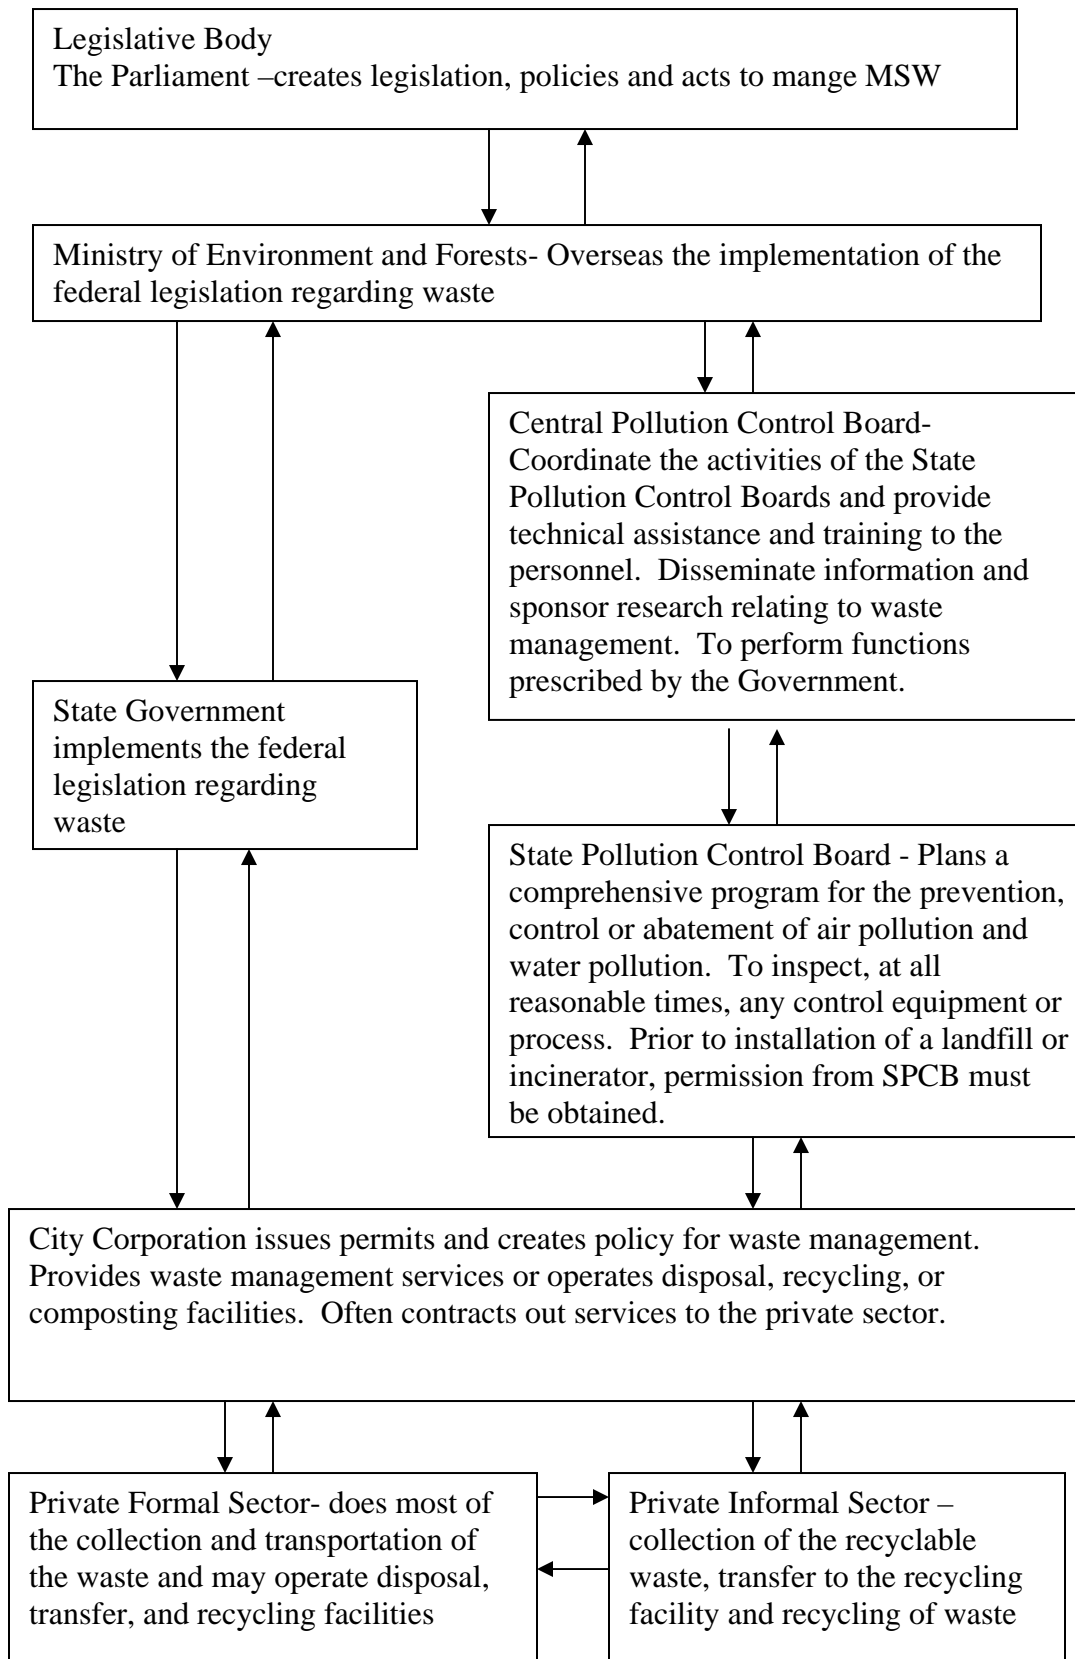 Legislative Body
The Parliament –creates legislation, policies and acts to mange MSW
Ministry of Environment and Forests- Overseas the implementation of the
federal legislation regarding waste
Central Pollution Control Board-
Coordinate the activities of the State
Pollution Control Boards and provide
technical assistance and training to the
personnel.  Disseminate information and
sponsor research relating to waste
management.  To perform functions
prescribed by the Government.
State Government
implements the federal
legislation regarding
waste
State Pollution Control Board - Plans a
comprehensive program for the prevention,
control or abatement of air pollution and
water pollution.  To inspect, at all
reasonable times, any control equipment or
process.  Prior to installation of a landfill or
incinerator, permission from SPCB must
be obtained.
City Corporation issues permits and creates policy for waste management.
Provides waste management services or operates disposal, recycling, or
composting facilities.  Often contracts out services to the private sector.
Private Formal Sector- does most of
the collection and transportation of
the waste and may operate disposal,
transfer, and recycling facilities
Private Informal Sector –
collection of the recyclable
waste, transfer to the recycling
facility and recycling of waste